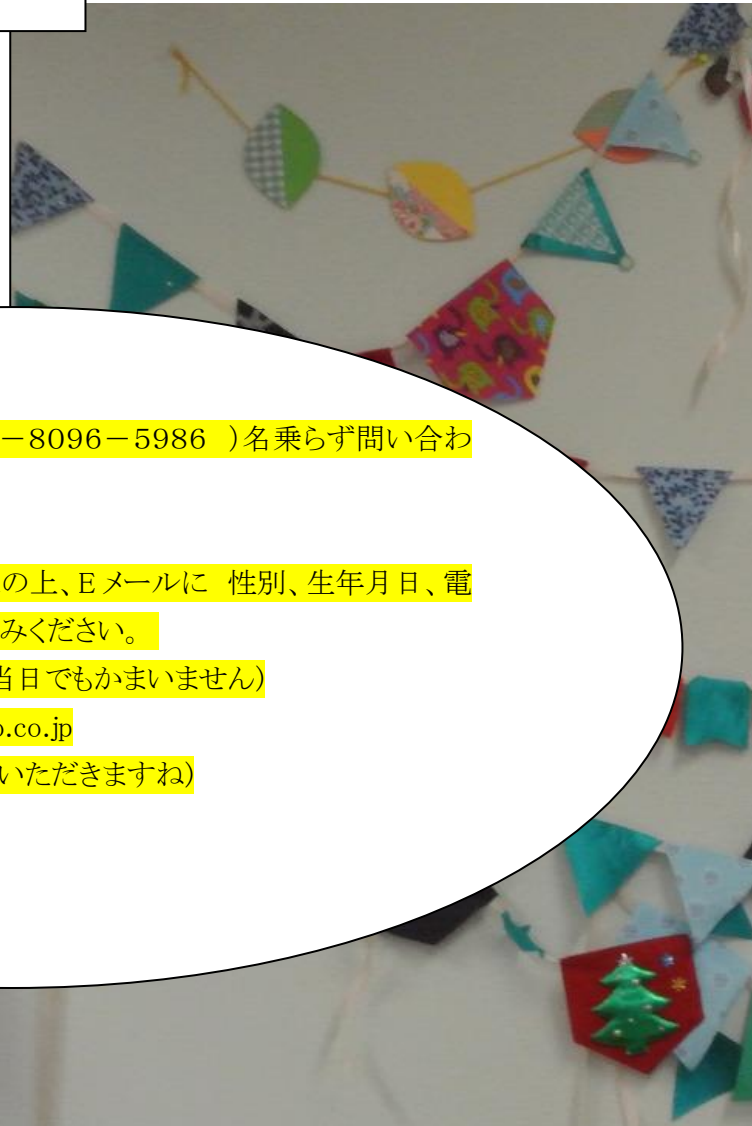 －8096－5986　)名乗らず問い合わ
の上、Eメールに　性別、生年月日、電
みください。
当日でもかまいません)
o.co.jp
いただきますね)